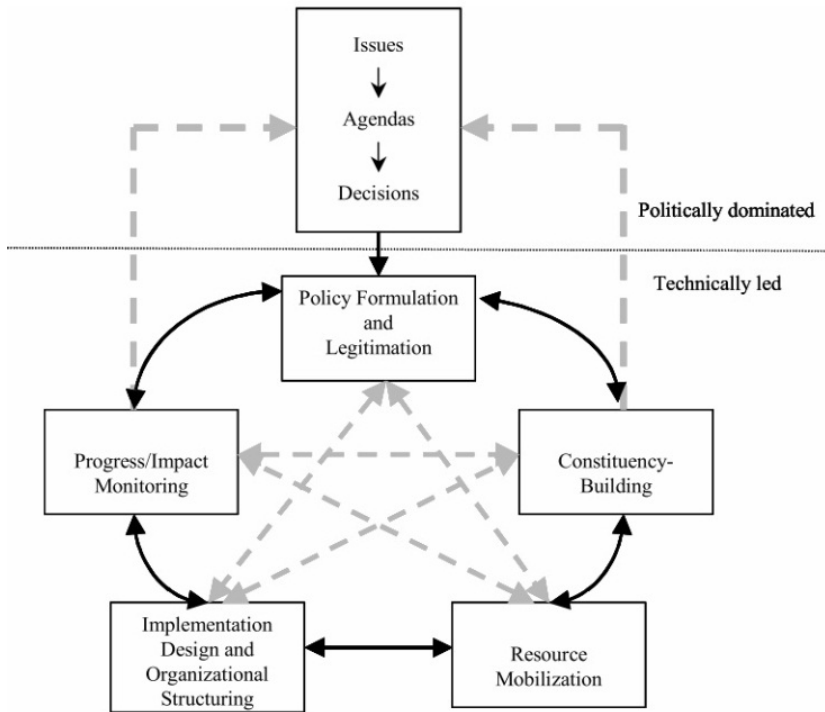 Issues
Agendas
Decisions
Politically dominated
Technically led
Policy Formulation
and
Legitimation
Progress/Impact
Monitoring
Constituency-
Building
Implementation
Design and
Organizational
Structuring
Resource
Mobilization